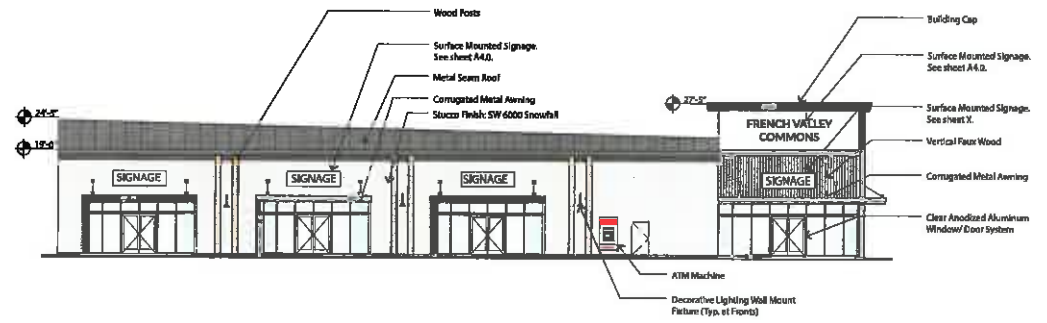 Wood Posts
Surface Mounted Signage.
See sheet A4.0.
Metal Seam Roof
Corrugated Metal Awning
Stucco Finish: SW 6000 Snowfall
24'-5"
19'-0
SIGNAGE
SIGNAGE
SIGNAGE
ATM Machine
Decorative Lighting Wall Mount
Fixture (Typ. at Fronts)
27'-5"
FRENCH VALLEY
COMMONS
SIGNAGE
Building Cap
Surface Mounted Signage.
See sheet A4.0.
Surface Mounted Signage.
See sheet X.
Vertical Faux Wood
Corrugated Metal Awning
Clear Anodized Aluminum
Window/Door System